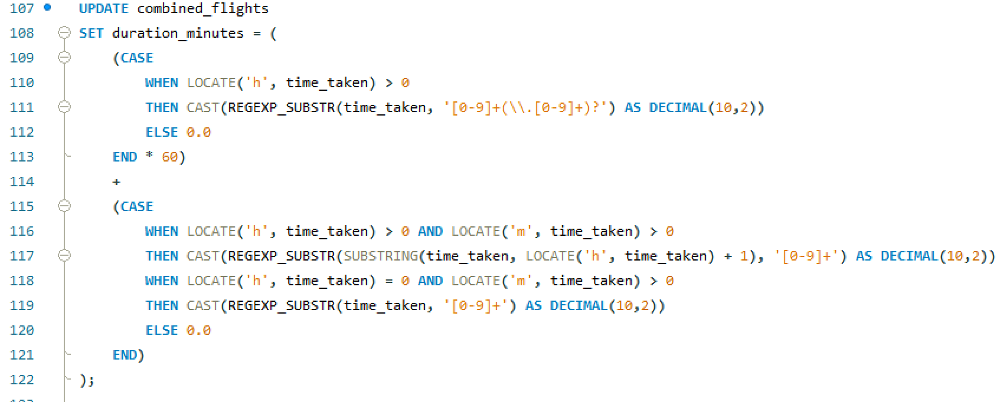 107 UPDATE combined_flights
108 SET duration_minutes = (
109 (CASE
110 WHEN LOCATE('h', time_taken) > 0
111 THEN CAST(REGEXP_SUBSTR(time_taken, '[0-9]+(\\.[0-9]+)?') AS DECIMAL(10,2))
112 ELSE 0.0
113 END * 60)
114 +
115 (CASE
116 WHEN LOCATE('h', time_taken) > 0 AND LOCATE('m', time_taken) > 0
117 THEN CAST(REGEXP_SUBSTR(SUBSTRING(time_taken, LOCATE('h', time_taken) + 1), '[0-9]+') AS DECIMAL(10,2))
118 WHEN LOCATE('h', time_taken) = 0 AND LOCATE('m', time_taken) > 0
119 THEN CAST(REGEXP_SUBSTR(time_taken, '[0-9]+') AS DECIMAL(10,2))
120 ELSE 0.0
121 END)
122 );